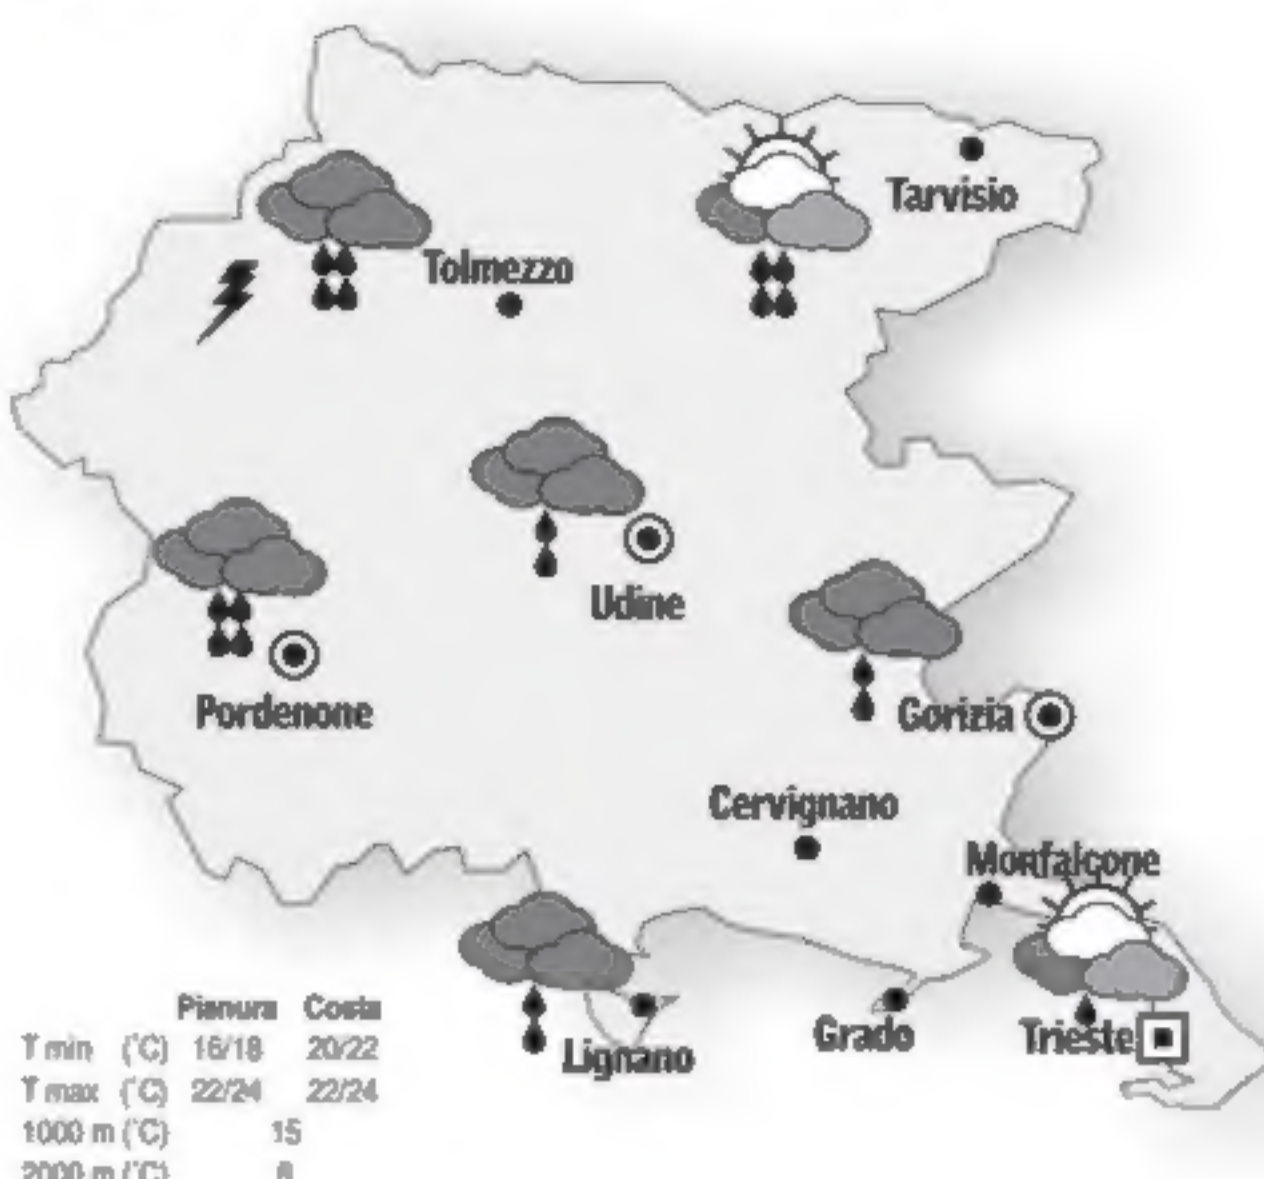 Tarvisio
Tolmezzo
Udine
Pordenone
Gorizia
Cervignano
Monfalcone
Grado
Trieste
Lignano
Pianura Costa
T min (°C) 16/18 20/22
T max (°C) 22/24 22/24
1000 m (°C) 15
2000 m (°C)